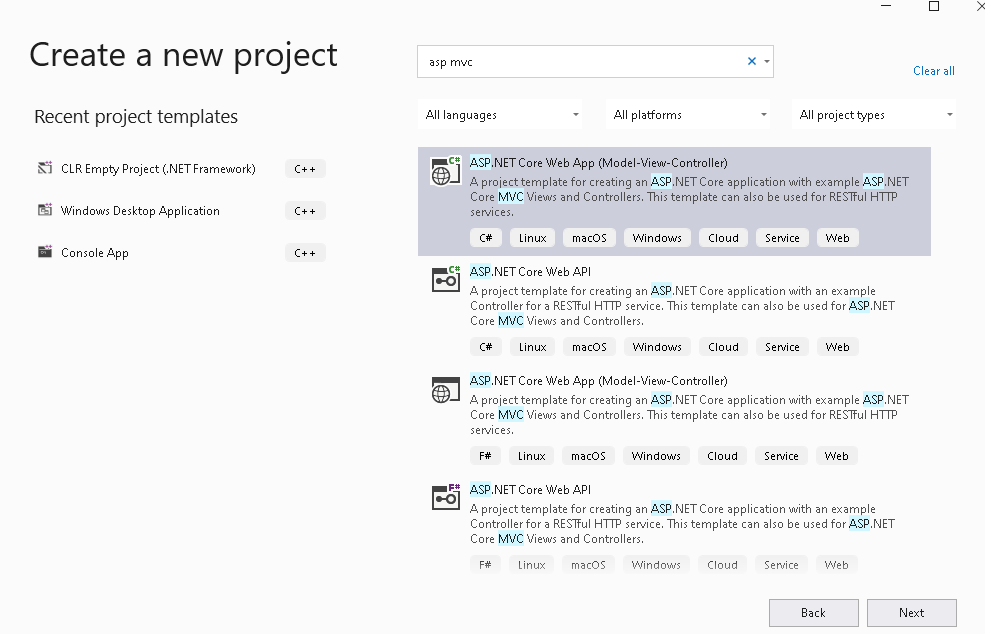 Create a new project
asp mvc
Clear all
Recent project templates
All languages
All platforms
All project types
CLR Empty Project (.NET Framework)
C++
Windows Desktop Application
C++
Console App
C++
ASP.NET Core Web App (Model-View-Controller)
A project template for creating an ASP.NET Core application with example ASP.NET
Core MVC Views and Controllers. This template can also be used for RESTful HTTP
services.
C# Linux macOS Windows Cloud Service Web
ASP.NET Core Web API
A project template for creating an ASP.NET Core application with an example
Controller for a RESTful HTTP service. This template can also be used for ASP.NET
Core MVC Views and Controllers.
C# Linux macOS Windows Cloud Service Web
ASP.NET Core Web App (Model-View-Controller)
A project template for creating an ASP.NET Core application with example ASP.NET
Core MVC Views and Controllers. This template can also be used for RESTful HTTP
services.
F# Linux macOS Windows Cloud Service Web
ASP.NET Core Web API
A project template for creating an ASP.NET Core application with an example
Controller for a RESTful HTTP service. This template can also be used for ASP.NET
Core MVC Views and Controllers.
F# Linux macOS Windows Cloud Service Web
Back
Next